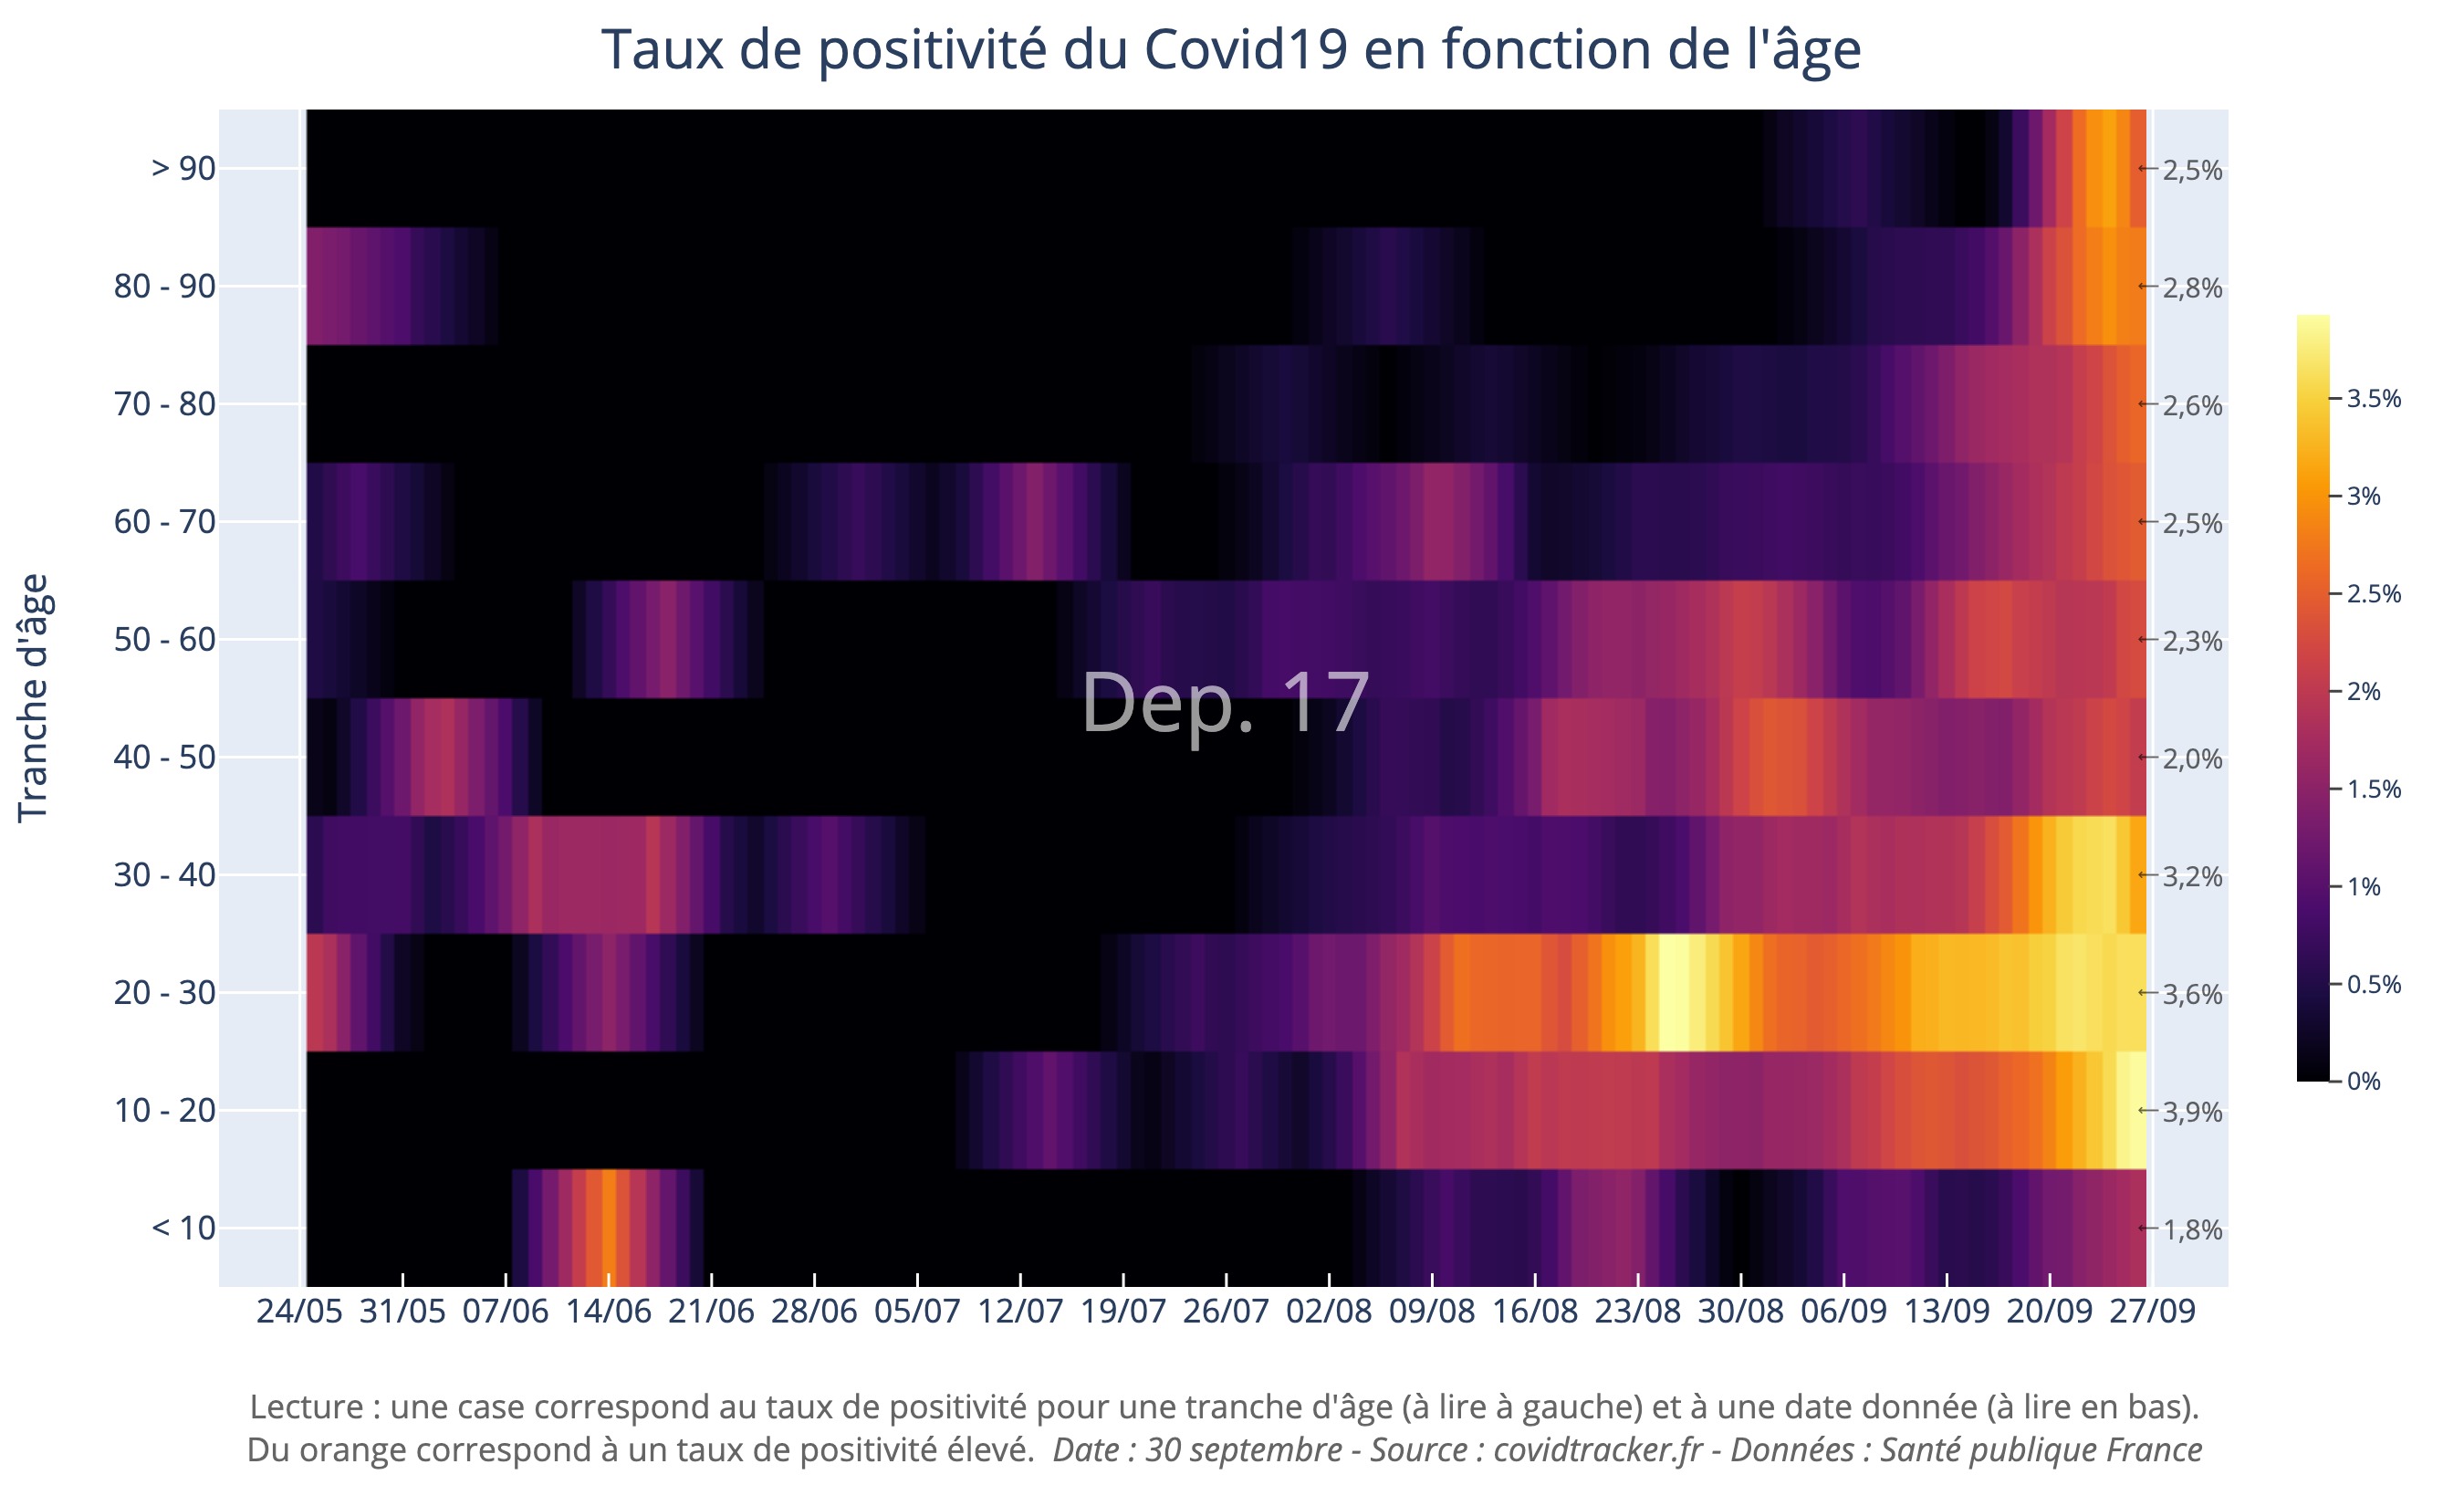 Taux de positivité du Covid19 en fonction de l'âge
Tranche d'âge
> 90
80 - 90
70 - 80
60 - 70
50 - 60
40 - 50
30 - 40
20 - 30
10 - 20
< 10
Dep. 17
2,5%
2,8%
2,6%
2,5%
2,3%
2,0%
3,2%
3,6%
3,9%
1,8%
3.5%
3%
2.5%
2%
1.5%
1%
0.5%
0%
24/05 31/05 07/06 14/06 21/06 28/06 05/07 12/07 19/07 26/07 02/08 09/08 16/08 23/08 30/08 06/09 13/09 20/09 27/09
Lecture : une case correspond au taux de positivité pour une tranche d'âge (à lire à gauche) et à une date donnée (à lire en bas).
Du orange correspond à un taux de positivité élevé. Date : 30 septembre - Source : covidtracker.fr - Données : Santé publique France